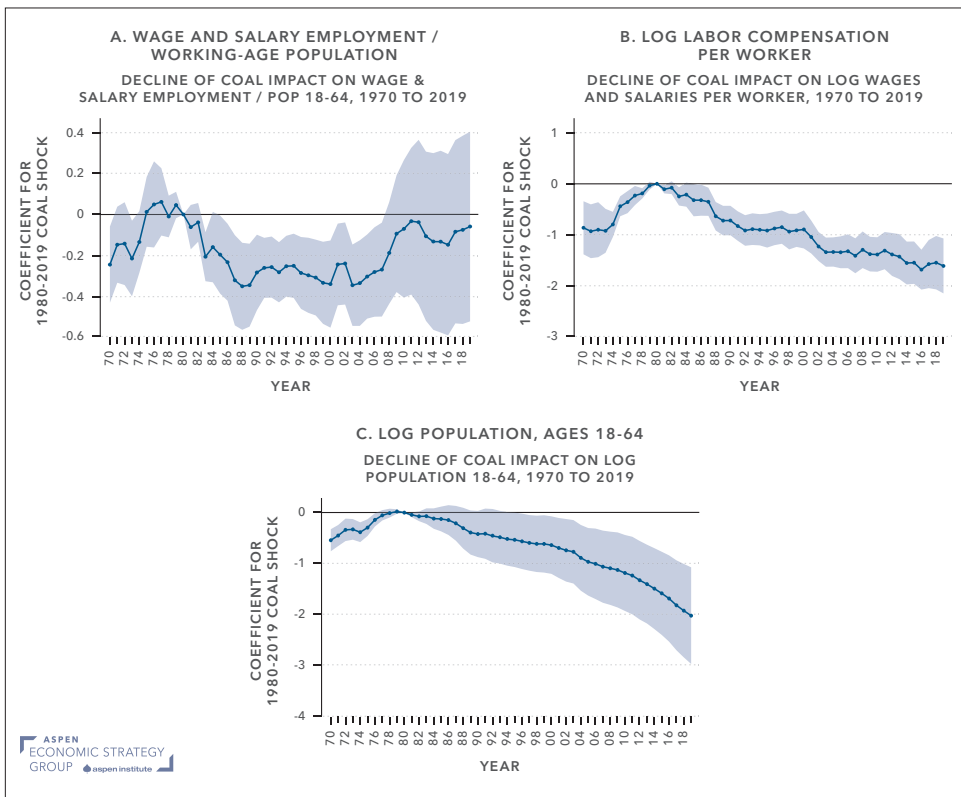 A. WAGE AND SALARY EMPLOYMENT /
WORKING-AGE POPULATION
DECLINE OF COAL IMPACT ON WAGE &
SALARY EMPLOYMENT / POP 18-64, 1970 TO 2019
COEFFICIENT FOR
1980-2019 COAL SHOCK
0.4
0.2
0
-0.2
-0.4
-0.6
70 72 74 76 78 80 82 84 86 88 90 92 94 96 98 00 02 04 06 08 10 12 14 16 18
YEAR
B. LOG LABOR COMPENSATION
PER WORKER
DECLINE OF COAL IMPACT ON LOG WAGES
AND SALARIES PER WORKER, 1970 TO 2019
COEFFICIENT FOR
1980-2019 COAL SHOCK
1
0
-1
-2
-3
70 72 74 76 78 80 82 84 86 88 90 92 94 96 98 00 02 04 06 08 10 12 14 16 18
YEAR
C. LOG POPULATION, AGES 18-64
DECLINE OF COAL IMPACT ON LOG
POPULATION 18-64, 1970 TO 2019
COEFFICIENT FOR
1980-2019 COAL SHOCK
0
-1
-2
-3
-4
70 72 74 76 78 80 82 84 86 88 90 92 94 96 98 00 02 04 06 08 10 12 14 16 18
YEAR
ASPEN
ECONOMIC STRATEGY
GROUP aspen institute